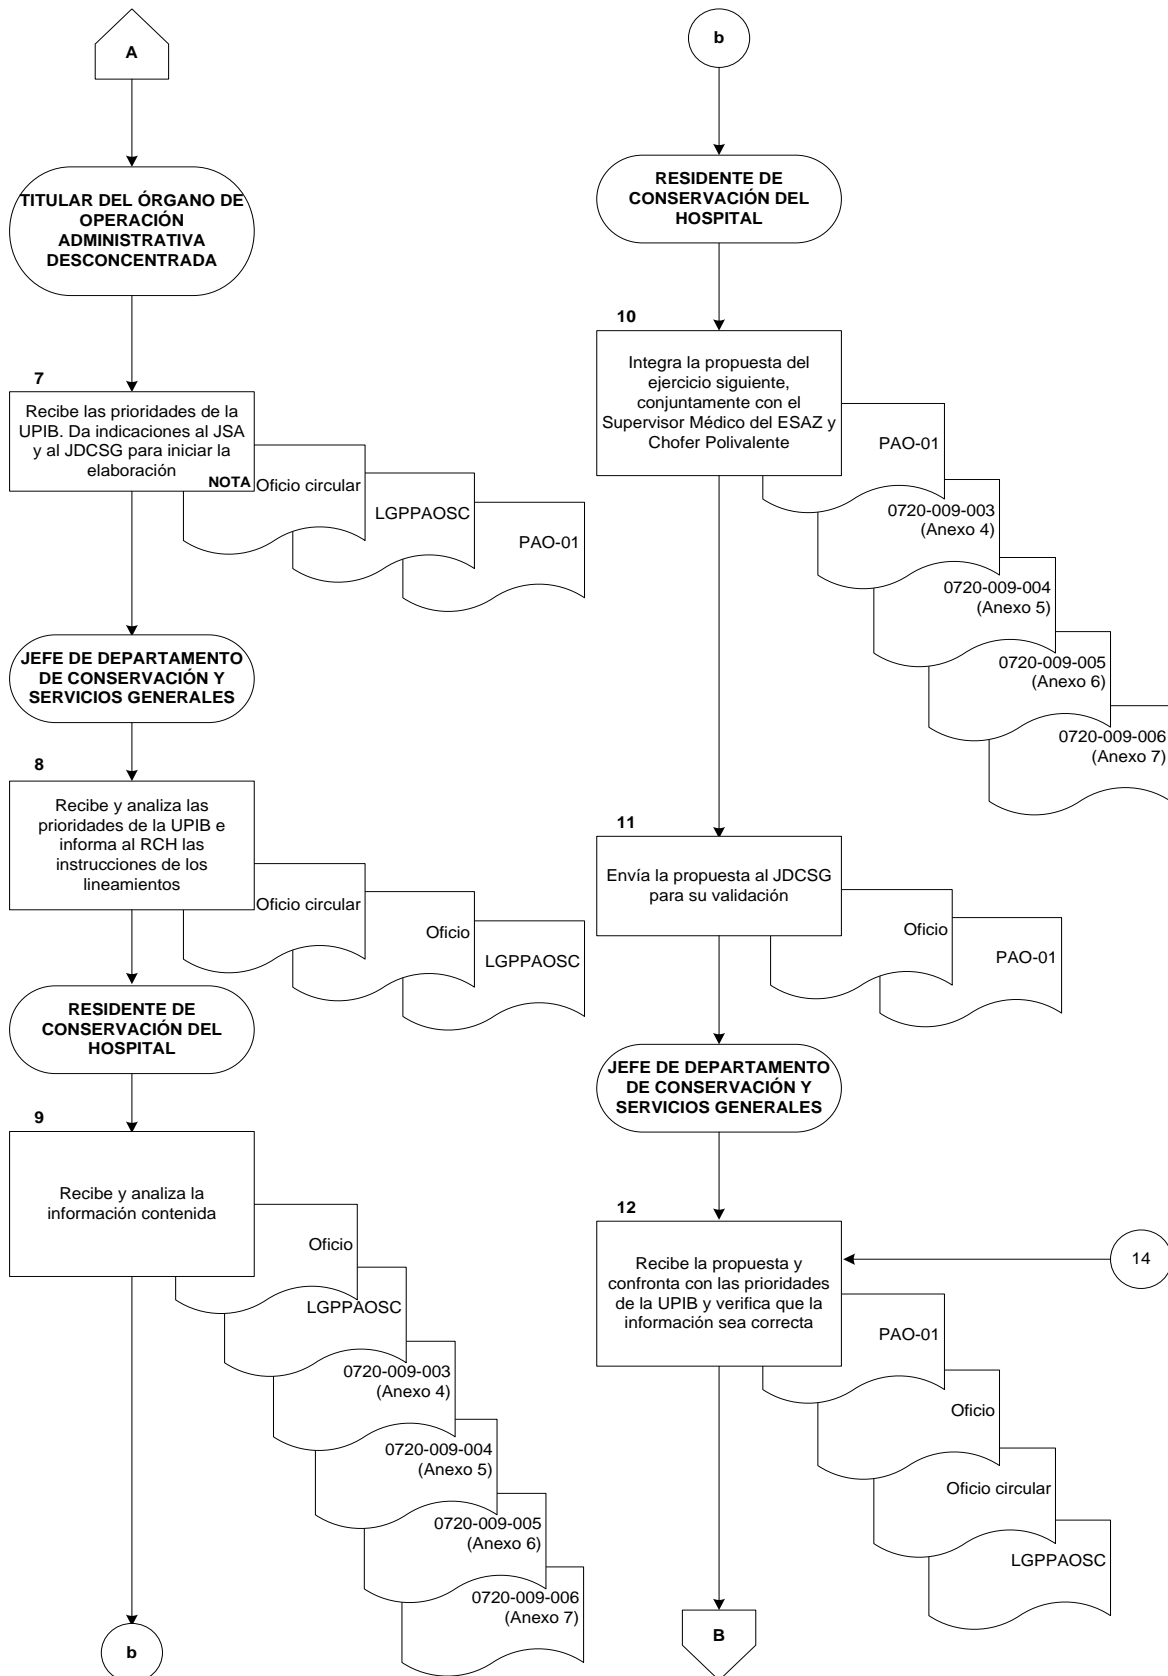 A
TITULAR DEL ÓRGANO DE
OPERACIÓN
ADMINISTRATIVA
DESCONCENTRADA
7
Recibe las prioridades de la
UPIB. Da indicaciones al JSA
y al JDCSG para iniciar la
elaboración
NOTA
Oficio circular
LGPPAOSC
PAO-01
JEFE DE DEPARTAMENTO
DE CONSERVACIÓN Y
SERVICIOS GENERALES
8
Recibe y analiza las
prioridades de la UPIB e
informa al RCH las
instrucciones de los
lineamientos
Oficio circular
Oficio
LGPPAOSC
RESIDENTE DE
CONSERVACIÓN DEL
HOSPITAL
9
Recibe y analiza la
información contenida
Oficio
LGPPAOSC
0720-009-003
(Anexo 4)
0720-009-004
(Anexo 5)
0720-009-005
(Anexo 6)
0720-009-006
(Anexo 7)
b
b
RESIDENTE DE
CONSERVACIÓN DEL
HOSPITAL
10
Integra la propuesta del
ejercicio siguiente,
conjuntamente con el
Supervisor Médico del ESAZ y
Chofer Polivalente
PAO-01
0720-009-003
(Anexo 4)
0720-009-004
(Anexo 5)
0720-009-005
(Anexo 6)
0720-009-006
(Anexo 7)
11
Envía la propuesta al JDCSG
para su validación
Oficio
PAO-01
JEFE DE DEPARTAMENTO
DE CONSERVACIÓN Y
SERVICIOS GENERALES
12
Recibe la propuesta y
confronta con las prioridades
de la UPIB y verifica que la
información sea correcta
14
PAO-01
Oficio
Oficio circular
LGPPAOSC
B